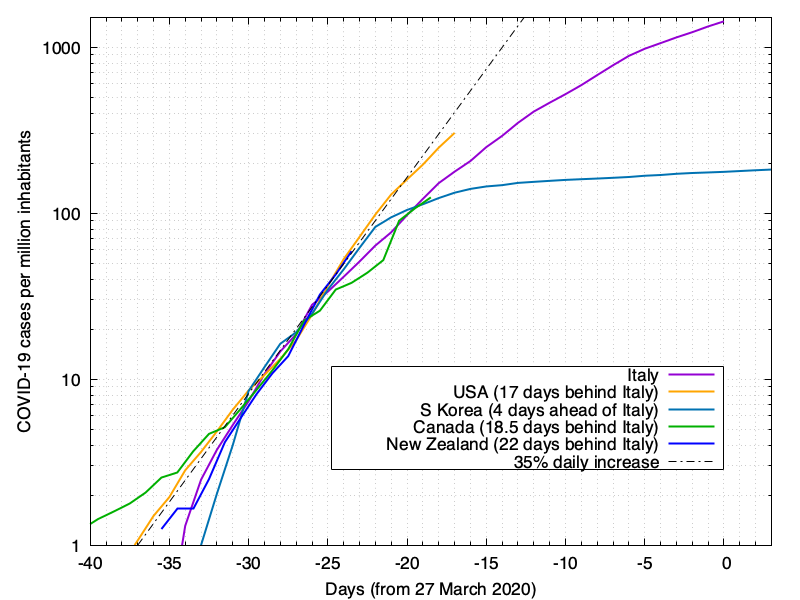 1000
100
10
1
COVID-19 cases per million inhabitants
Italy
USA (17 days behind Italy)
S Korea (4 days ahead of Italy)
Canada (18.5 days behind Italy)
New Zealand (22 days behind Italy)
35% daily increase
-40 -35 -30 -25 -20 -15 -10 -5 0
Days (from 27 March 2020)